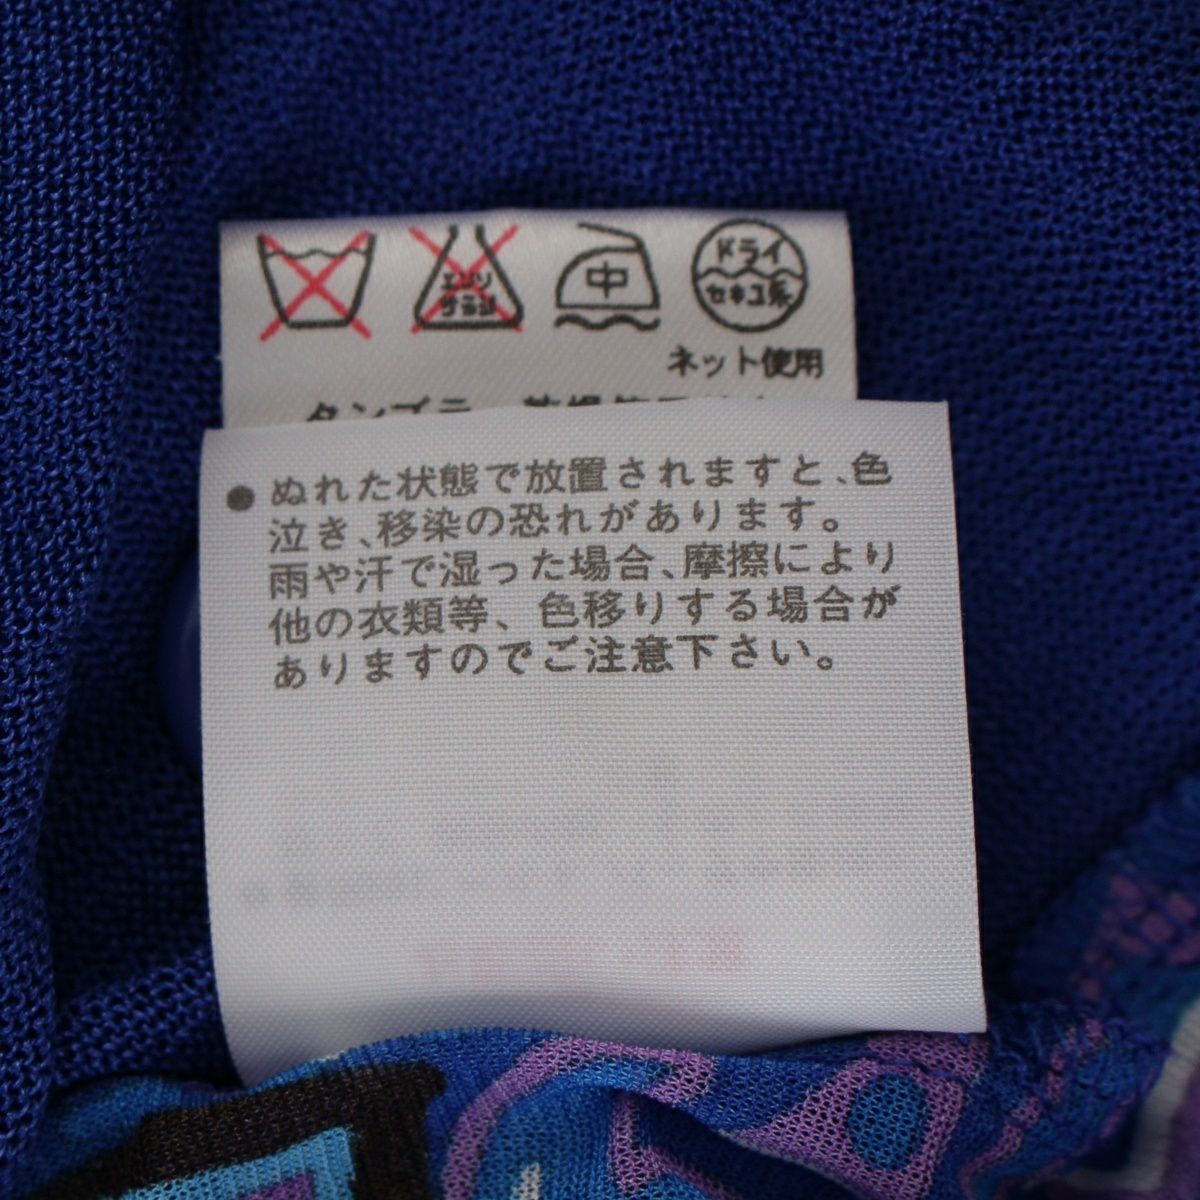 エンソ
サラシ
中
ドライ
セキユ系
ネット使用
● ぬれた状態で放置されますと、色
泣き、移染の恐れがあります。
雨や汗で湿った場合、摩擦により
他の衣類等、色移りする場合が
ありますのでご注意下さい。